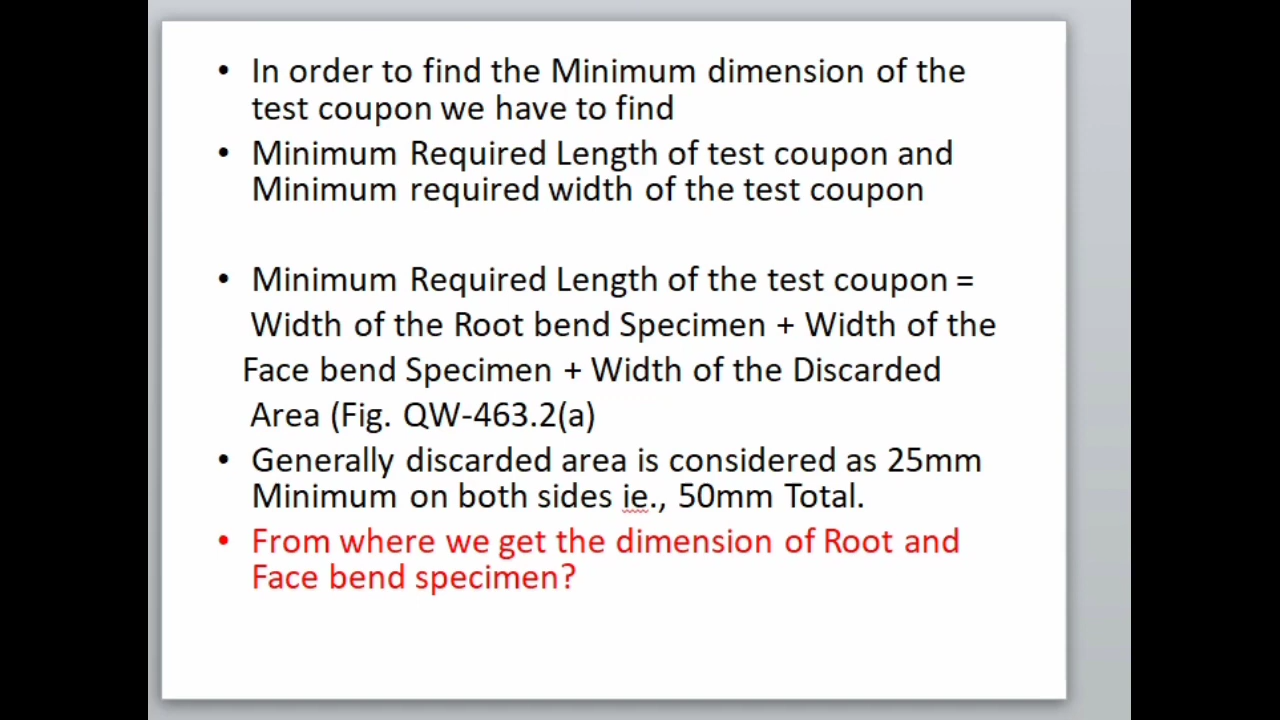 • In order to find the Minimum dimension of the
test coupon we have to find
• Minimum Required Length of test coupon and
Minimum required width of the test coupon
• Minimum Required Length of the test coupon =
Width of the Root bend Specimen + Width of the
Face bend Specimen + Width of the Discarded
Area (Fig. QW-463.2(a)
• Generally discarded area is considered as 25mm
Minimum on both sides ie., 50mm Total.
• From where we get the dimension of Root and
Face bend specimen?